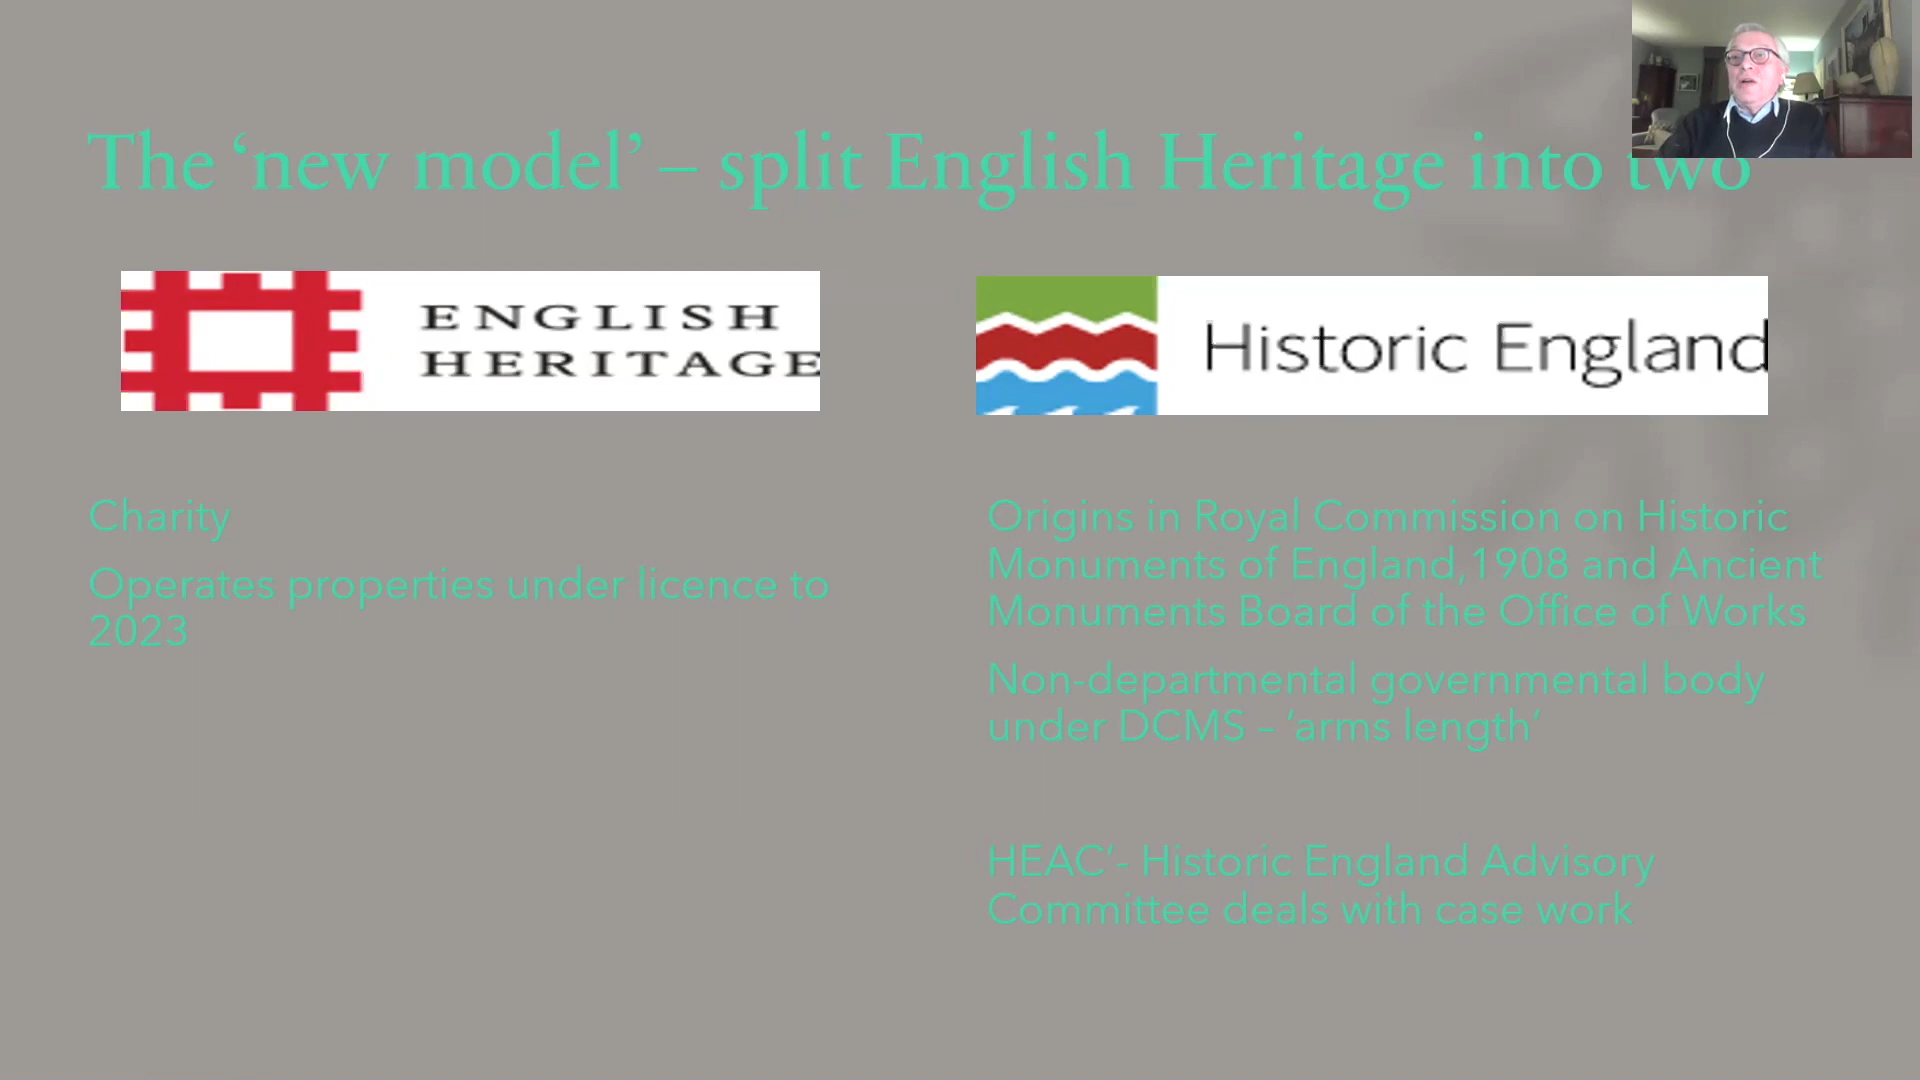 The ‘new model’ – split English Heritage into two
ENGLISH
HERITAGE
Historic England
Charity
Operates properties under licence to
2023
Origins in Royal Commission on Historic
Monuments of England,1908 and Ancient
Monuments Board of the Office of Works
Non-departmental governmental body
under DCMS – ‘arms length’
HEAC’- Historic England Advisory
Committee deals with case work